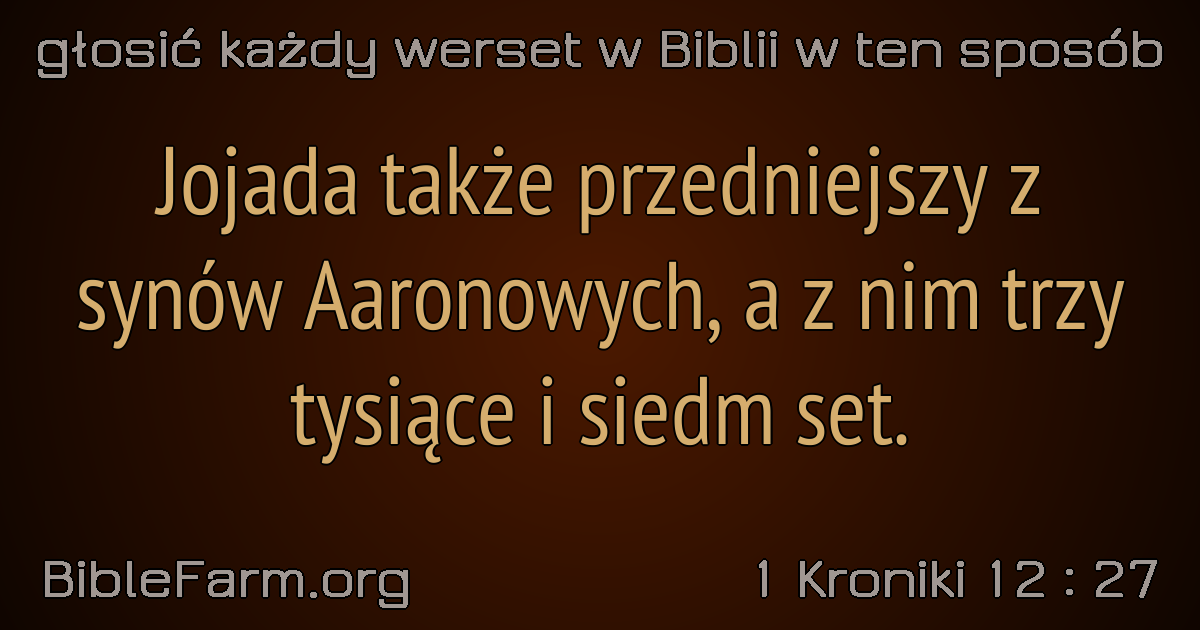 głosić każdy werset w Biblii w ten sposób
Jojada także przedniejszy z
synów Aaronowych, a z nim trzy
tysiące i siedm set.
BibleFarm.org
1 Kroniki 12 : 27